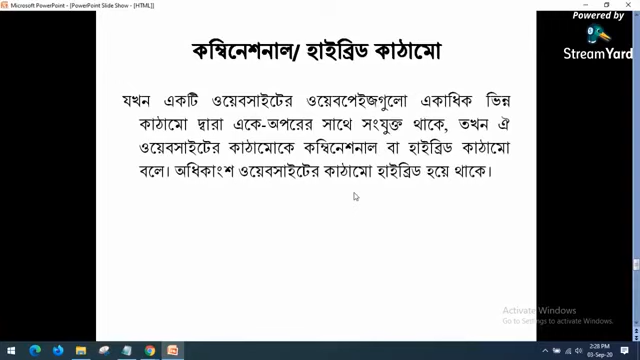 Microsoft PowerPoint - [PowerPoint Slide Show - [HTML]]
Powered by
StreamYard
কম্বিনেশনাল/ হাইব্রিড কাঠামো
যখন একটি ওয়েবসাইটের ওয়েবপেইজগুলো একাধিক ভিন্ন
কাঠামো দ্বারা একে-অপরের সাথে সংযুক্ত থাকে, তখন ঐ
ওয়েবসাইটের কাঠামোকে কম্বিনেশনাল বা হাইব্রিড কাঠামো
বলে। অধিকাংশ ওয়েবসাইটের কাঠামো হাইব্রিড হয়ে থাকে।
Activate Windows
Go to Settings to activate Windows.
2:28 PM
03-Sep-20